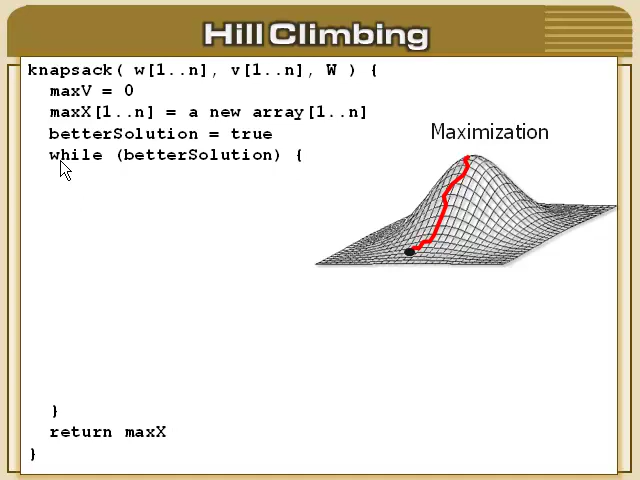 Hill Climbing
knapsack( w[1..n], v[1..n], W ) {
maxV = 0
maxX[1..n] = a new array[1..n]
betterSolution = true
while (betterSolution) {
Maximization
}
return maxX
}